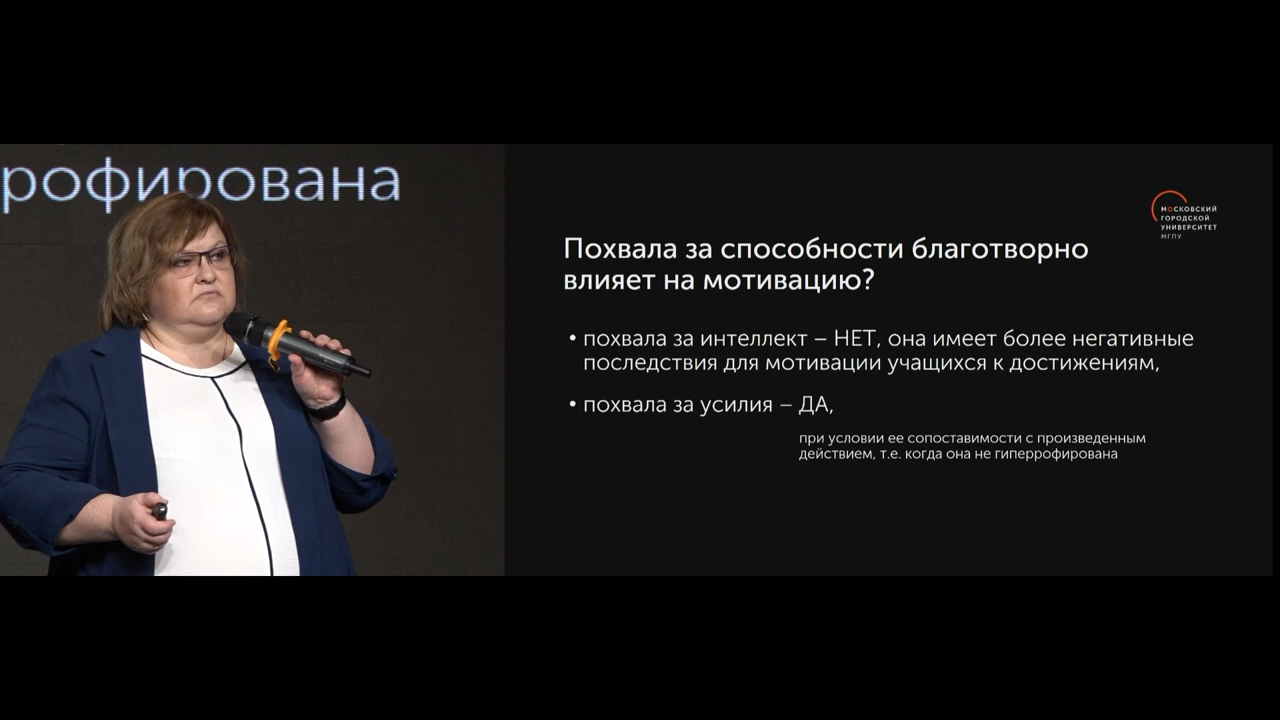 рофирована
МОСКОВСКИЙ
ГОРОДСКОЙ
УНИВЕРСИТЕТ
МГПУ
Похвала за способности благотворно
влияет на мотивацию?
• похвала за интеллект – НЕТ, она имеет более негативные
последствия для мотивации учащихся к достижениям,
• похвала за усилия – ДА,
при условии ее сопоставимости с произведенным
действием, т.е. когда она не гиперрофирована